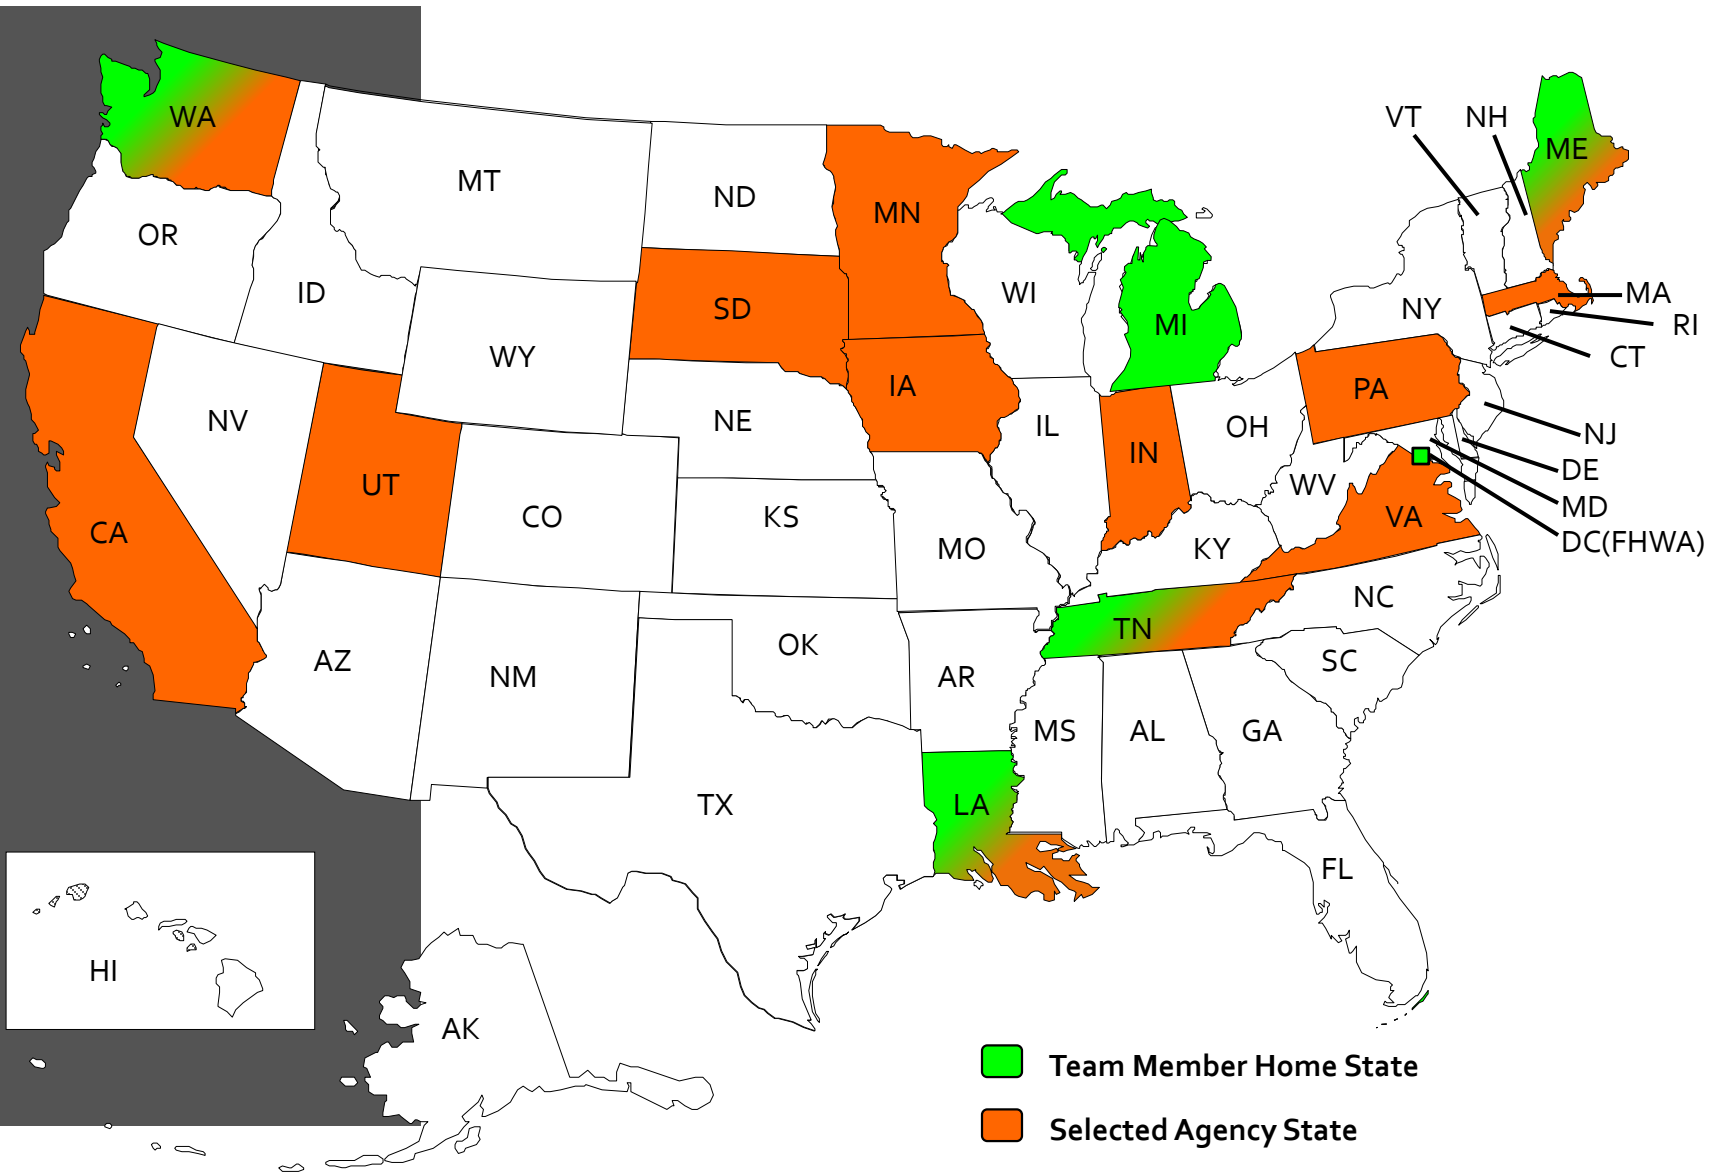 WA
VT
NH
ME
MT
ND
MN
OR
ID
SD
WI
MI
NY
MA
RI
CT
WY
IA
PA
NV
NE
IL
IN
OH
NJ
DE
MD
DC(FHWA)
UT
CA
CO
KS
MO
WV
VA
KY
NC
TN
AZ
NM
OK
AR
SC
MS
AL
GA
TX
LA
FL
HI
AK
Team Member Home State
Selected Agency State